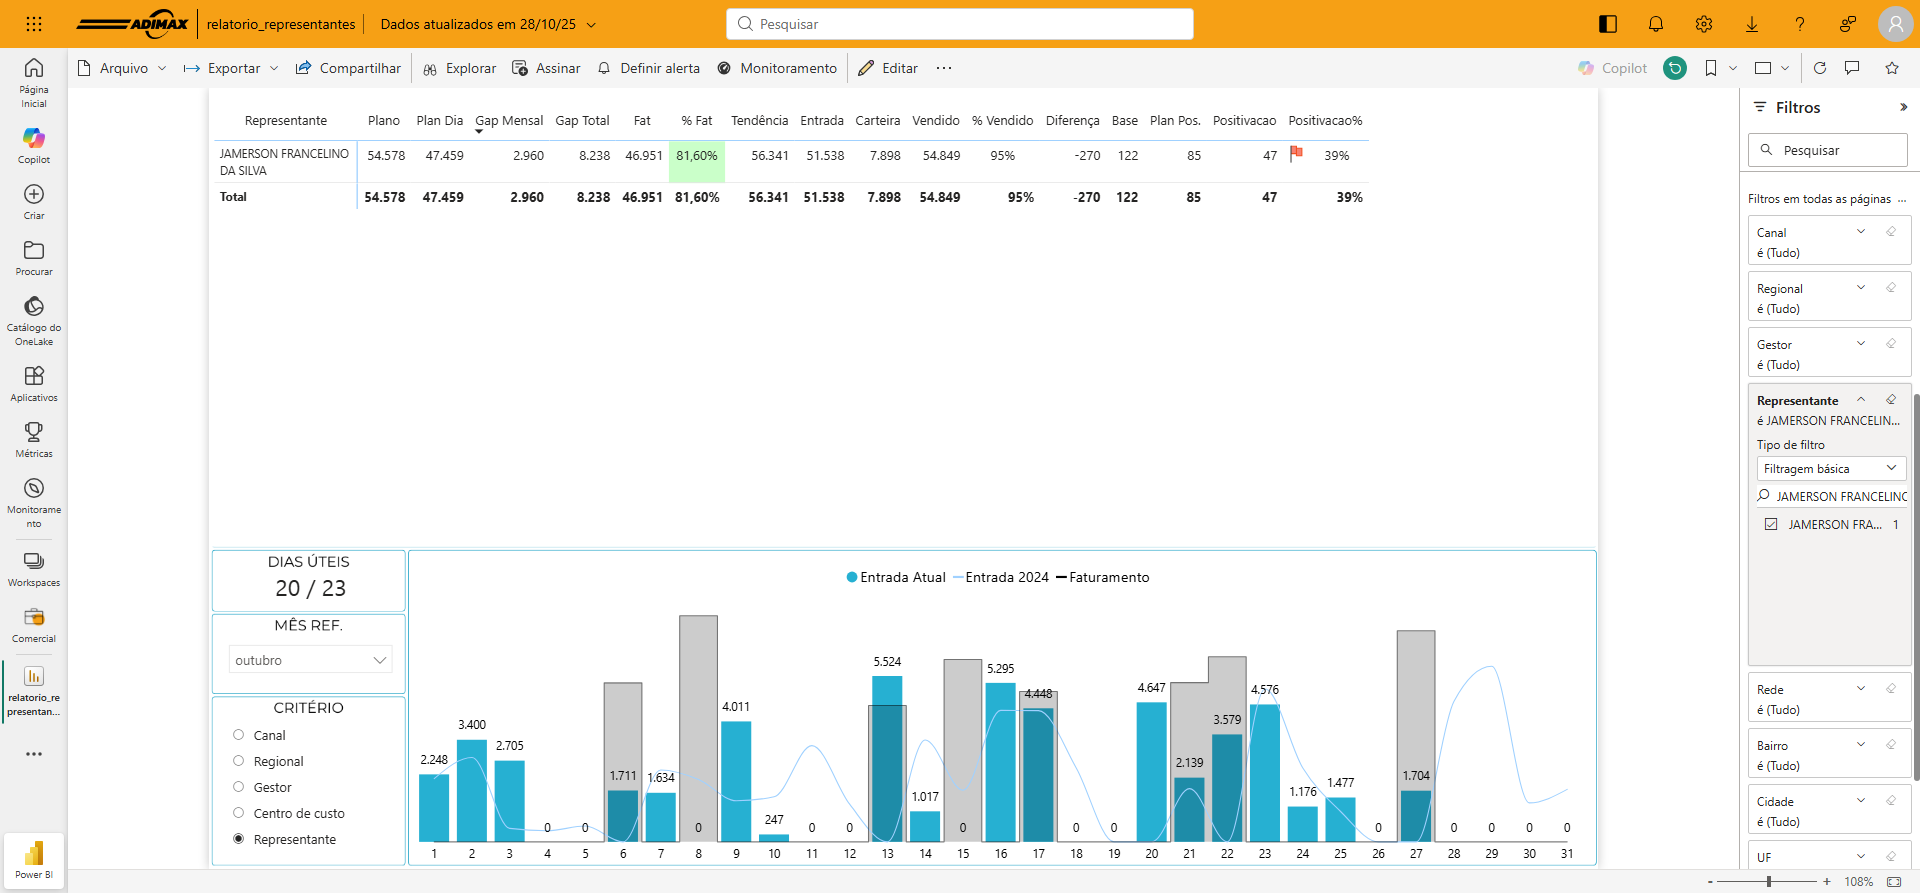 ADIMAX
relatorio_representantes
Dados atualizados em 28/10/25
Pesquisar
Arquivo
Exportar
Compartilhar
Explorar
Assinar
Definir alerta
Monitoramento
Editar
Copilot
Página
Inicial
Copilot
Criar
Procurar
Catálogo do
OneLake
Aplicativos
Métricas
Monitorame
nto
Workspaces
Comercial
relatorio_re
presentan...
Power BI
Representante Plano Plan Dia Gap Mensal Gap Total Fat % Fat Tendência Entrada Carteira Vendido % Vendido Diferença Base Plan Pos. Positivacao Positivacao%
JAMERSON FRANCELINO 54.578 47.459 2.960 8.238 46.951 81,60% 56.341 51.538 7.898 54.849 95% -270 122 85 47 39%
DA SILVA
Total 54.578 47.459 2.960 8.238 46.951 81,60% 56.341 51.538 7.898 54.849 95% -270 122 85 47 39%
DIAS ÚTEIS
20 / 23
MÊS REF.
outubro
CRITÉRIO
Canal
Regional
Gestor
Centro de custo
Representante
Entrada Atual Entrada 2024 Faturamento
2.248 3.400 2.705 0 0 1.711 1.634 0 4.011 247 0 0 5.524 1.017 0 5.295 4.448 0 0 4.647 2.139 3.579 4.576 1.176 1.477 0 1.704 0 0 0 0
1 2 3 4 5 6 7 8 9 10 11 12 13 14 15 16 17 18 19 20 21 22 23 24 25 26 27 28 29 30 31
Filtros
Pesquisar
Filtros em todas as páginas ...
Canal
é (Tudo)
Regional
é (Tudo)
Gestor
é (Tudo)
Representante
é JAMERSON FRANCELIN...
Tipo de filtro
Filtragem básica
JAMERSON FRANCELINO
JAMERSON FRA... 1
Rede
é (Tudo)
Bairro
é (Tudo)
Cidade
é (Tudo)
UF
- + 108%